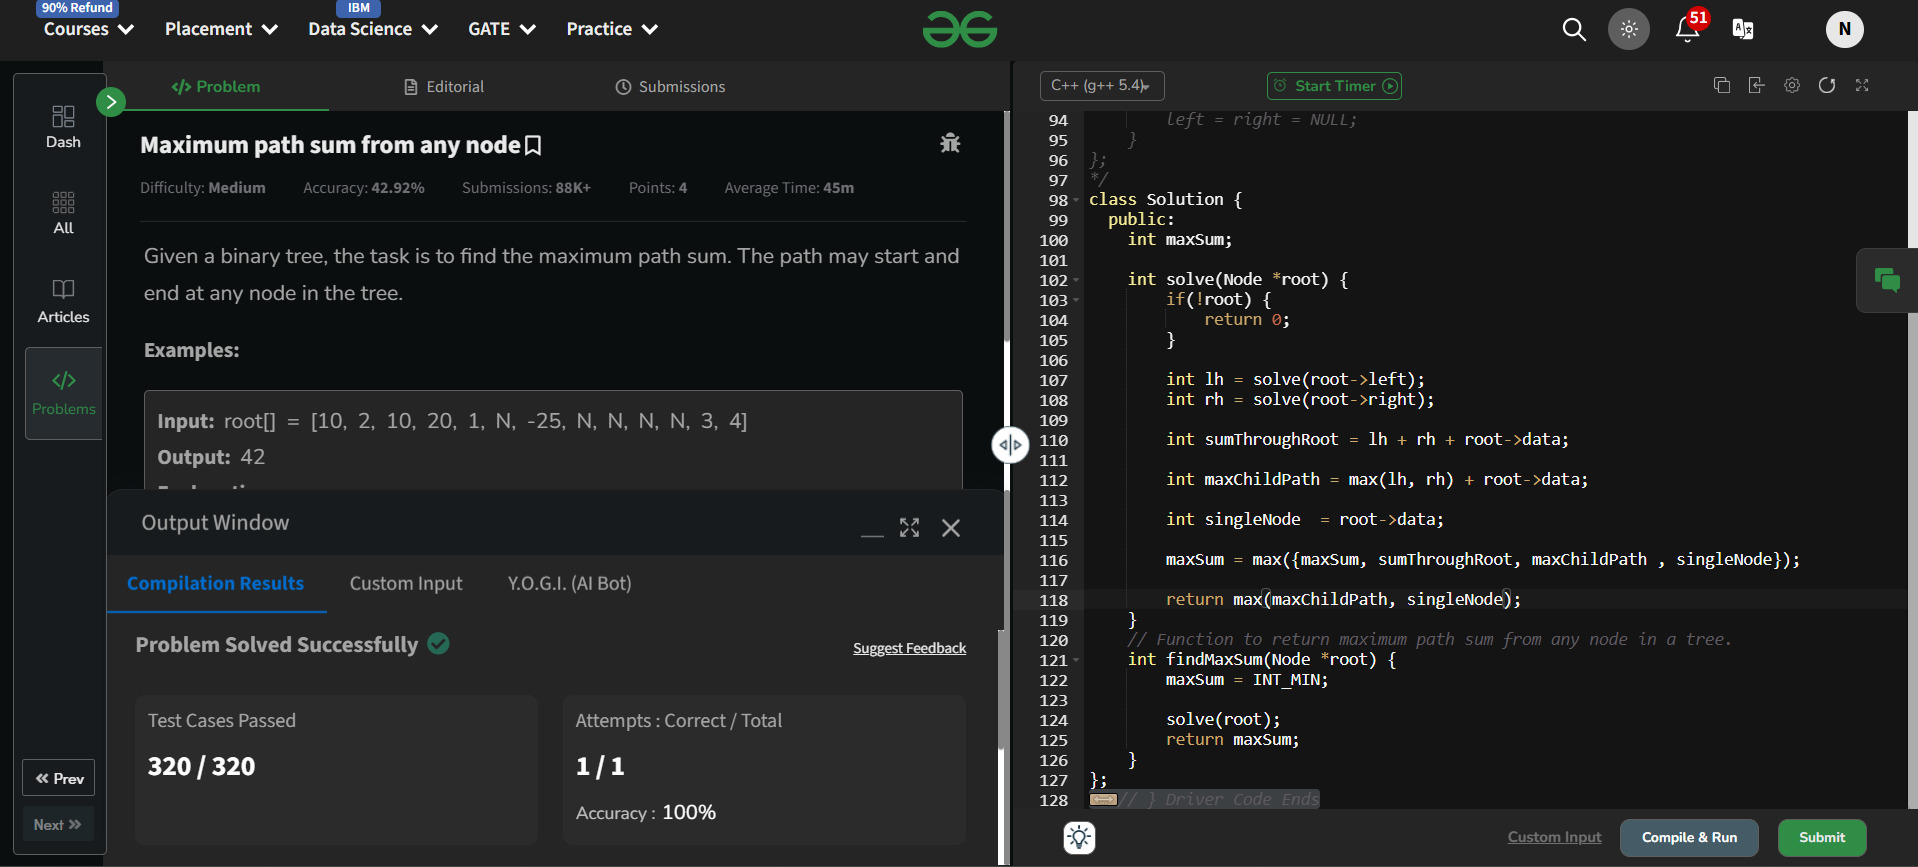 90% Refund
IBM
Courses
Placement
Data Science
GATE
Practice
51
N
Dash
All
Articles
Problems
Prev
Next
Problem
Editorial
Submissions
Maximum path sum from any node
Difficulty: Medium
Accuracy: 42.92%
Submissions: 88K+
Points: 4
Average Time: 45m
Given a binary tree, the task is to find the maximum path sum. The path may start and
end at any node in the tree.
Examples:
Input: root[] = [10, 2, 10, 20, 1, N, -25, N, N, N, N, 3, 4]
Output: 42
Output Window
Compilation Results
Custom Input
Y.O.G.I. (AI Bot)
Problem Solved Successfully
Suggest Feedback
Test Cases Passed
320 / 320
Attempts : Correct / Total
1 / 1
Accuracy : 100%
C++ (g++ 5.4)
Start Timer
94 left = right = NULL;
95 }
96 };
97 */
98 class Solution {
99 public:
100 int maxSum;
101
102 int solve(Node *root) {
103 if(!root) {
104 return 0;
105 }
106
107 int lh = solve(root->left);
108 int rh = solve(root->right);
109
110 int sumThroughRoot = lh + rh + root->data;
111
112 int maxChildPath = max(lh, rh) + root->data;
113
114 int singleNode  = root->data;
115
116 maxSum = max({maxSum, sumThroughRoot, maxChildPath , singleNode});
117
118 return max(maxChildPath, singleNode);
119 }
120 // Function to return maximum path sum from any node in a tree.
121 int findMaxSum(Node *root) {
122 maxSum = INT_MIN;
123
124 solve(root);
125 return maxSum;
126 }
127 };
128 // } Driver Code Ends
Custom Input
Compile & Run
Submit